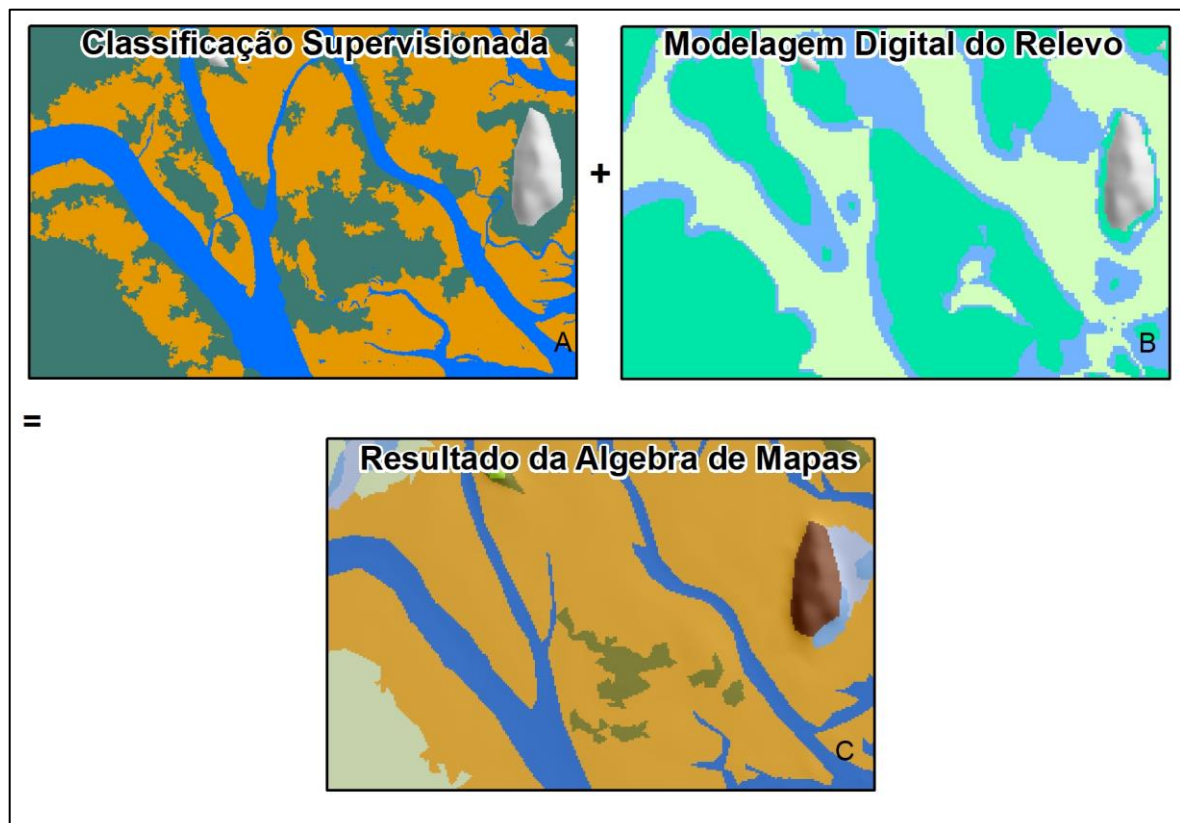 Classificação Supervisionada
Modelagem Digital do Relevo
A
+
B
=
Resultado da Algebra de Mapas
C